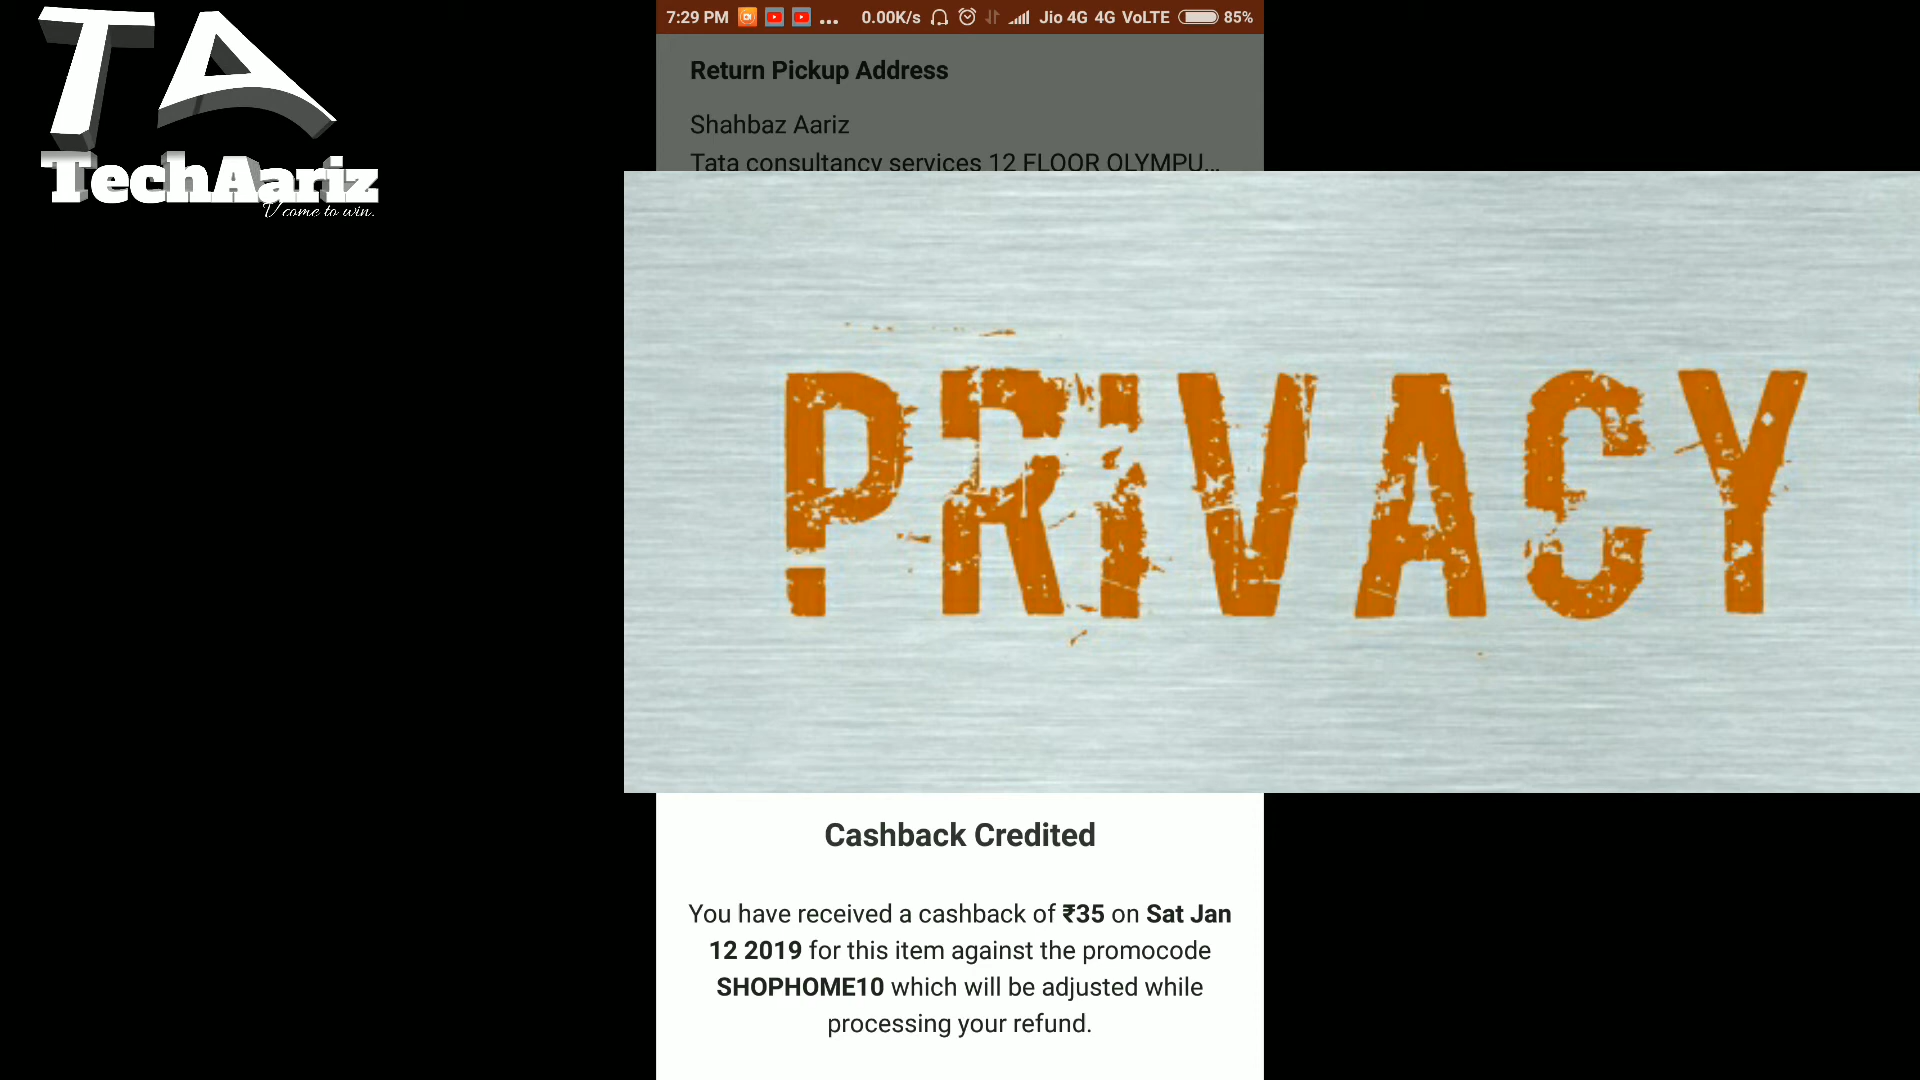 TA
TechAariz
V come to win.
7:29 PM ... 0.00K/s Jio 4G 4G VoLTE 85%
Return Pickup Address
Shahbaz Aariz
Tata consultancy services 12 FLOOR OLYMPU...
PRiVACY
Cashback Credited
You have received a cashback of ₹35 on Sat Jan
12 2019 for this item against the promocode
SHOPHOME10 which will be adjusted while
processing your refund.